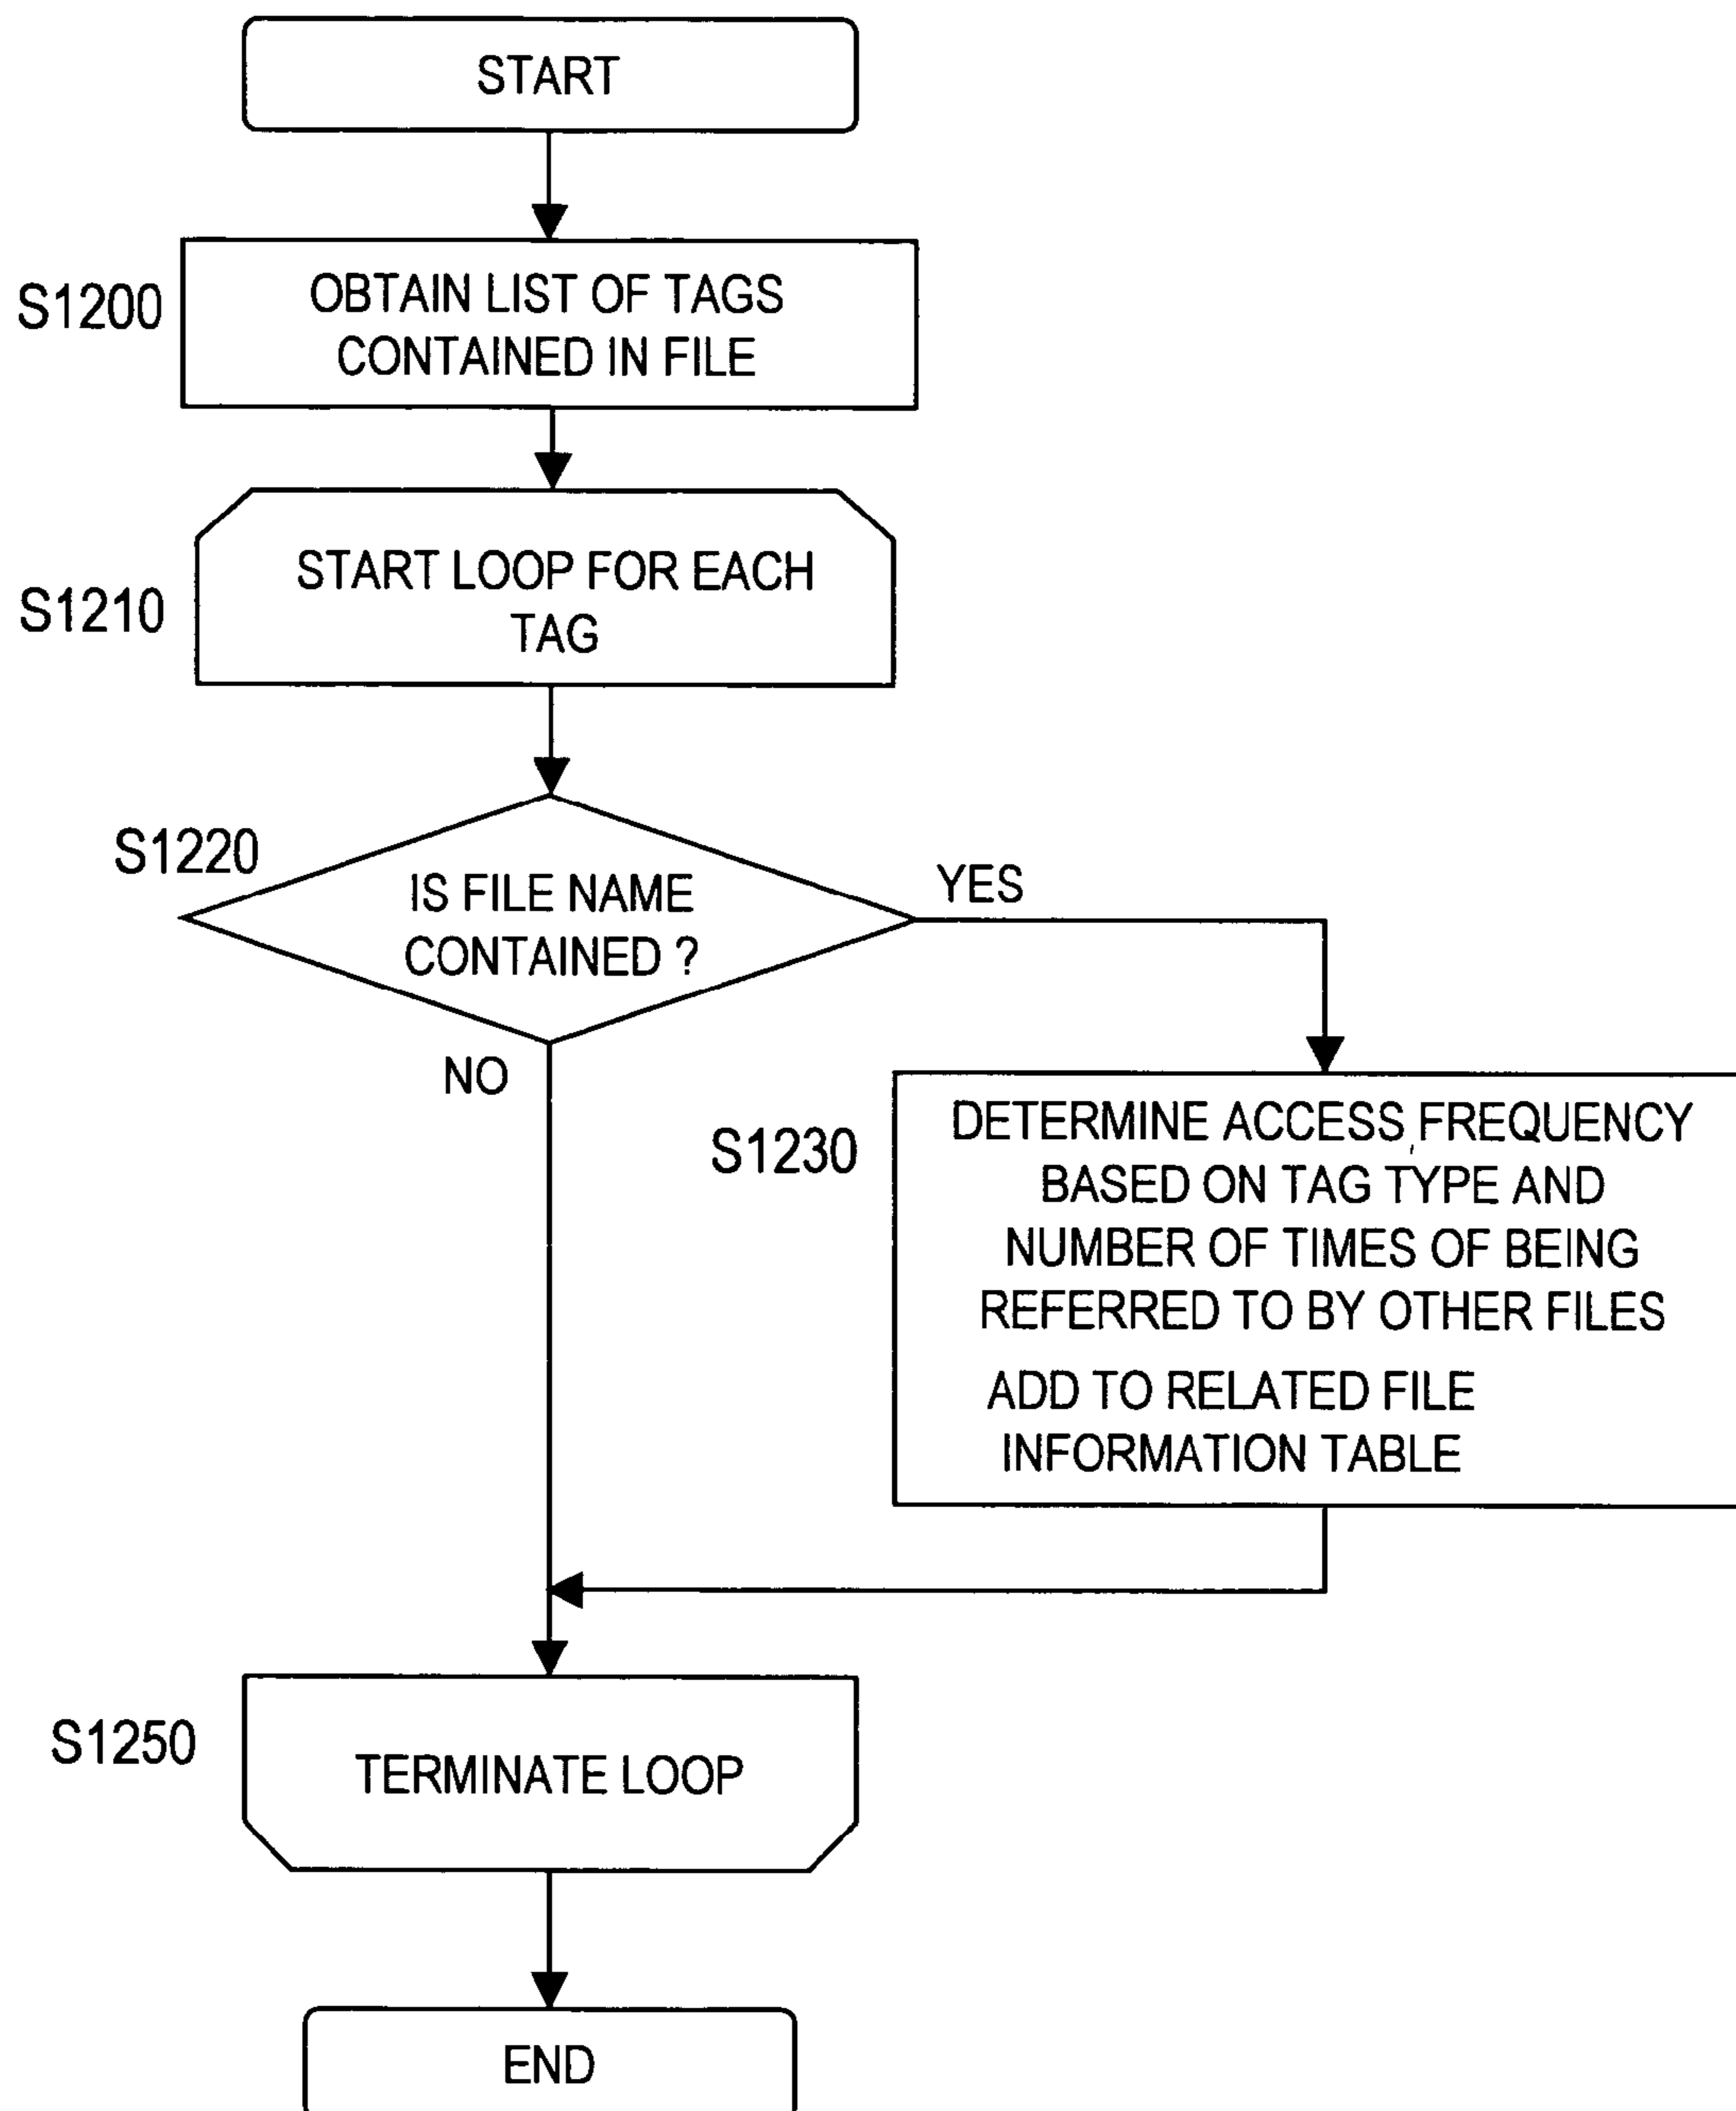 START
S1200
OBTAIN LIST OF TAGS
CONTAINED IN FILE
S1210
START LOOP FOR EACH
TAG
S1220
IS FILE NAME
CONTAINED ?
YES
NO
S1230
DETERMINE ACCESS FREQUENCY
BASED ON TAG TYPE AND
NUMBER OF TIMES OF BEING
REFERRED TO BY OTHER FILES
ADD TO RELATED FILE
INFORMATION TABLE
S1250
TERMINATE LOOP
END